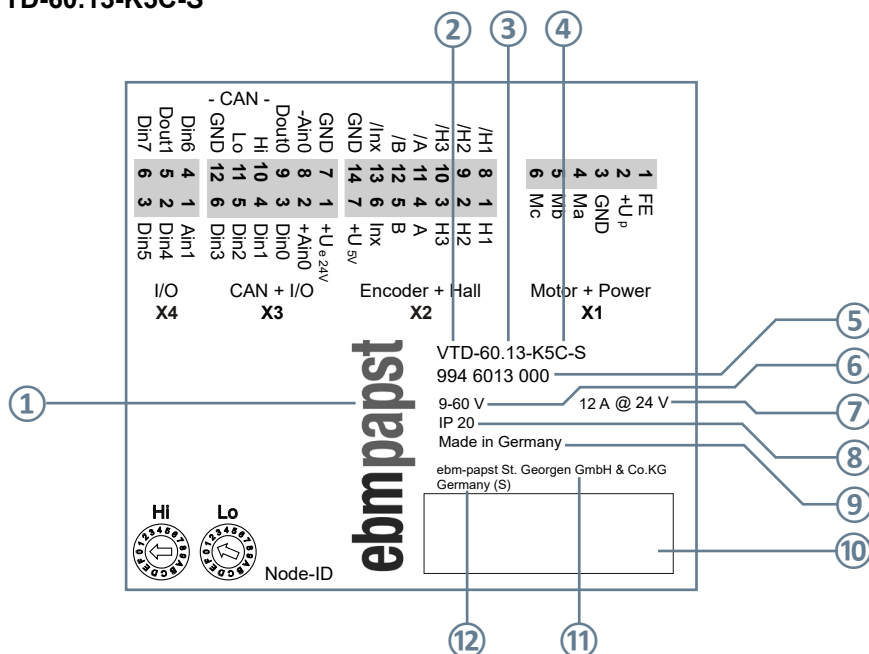 TD-60.13-K5C-S
2 3 4
- CAN -
Din7 Dout1 Din6
GND Lo Hi Dout0 -Ain0 GND
GND /Inx /B /A /H3 /H2 /H1
6 5 4
12 11 10 9 8 7
14 13 12 11 10 9 8
6 5 4 3 2 1
3 2 1
6 5 4 3 2 1
7 6 5 4 3 2 1
Din5 Din4 Ain1
Din3 Din2 Din1 Din0 +Ain0 +Ue 24V
+U5V Inx B A H3 H2 H1
Mc Mb Ma GND +Up FE
I/O CAN + I/O Encoder + Hall Motor + Power
X4 X3 X2 X1
5
VTD-60.13-K5C-S
994 6013 000
6
1
ebmpapst
9-60 V 12 A @ 24 V
7
IP 20
8
Made in Germany
ebm-papst St. Georgen GmbH & Co.KG
Germany (S)
9
Hi Lo
0123456789ABCDEF 0123456789ABCDEF
10
Node-ID
12 11